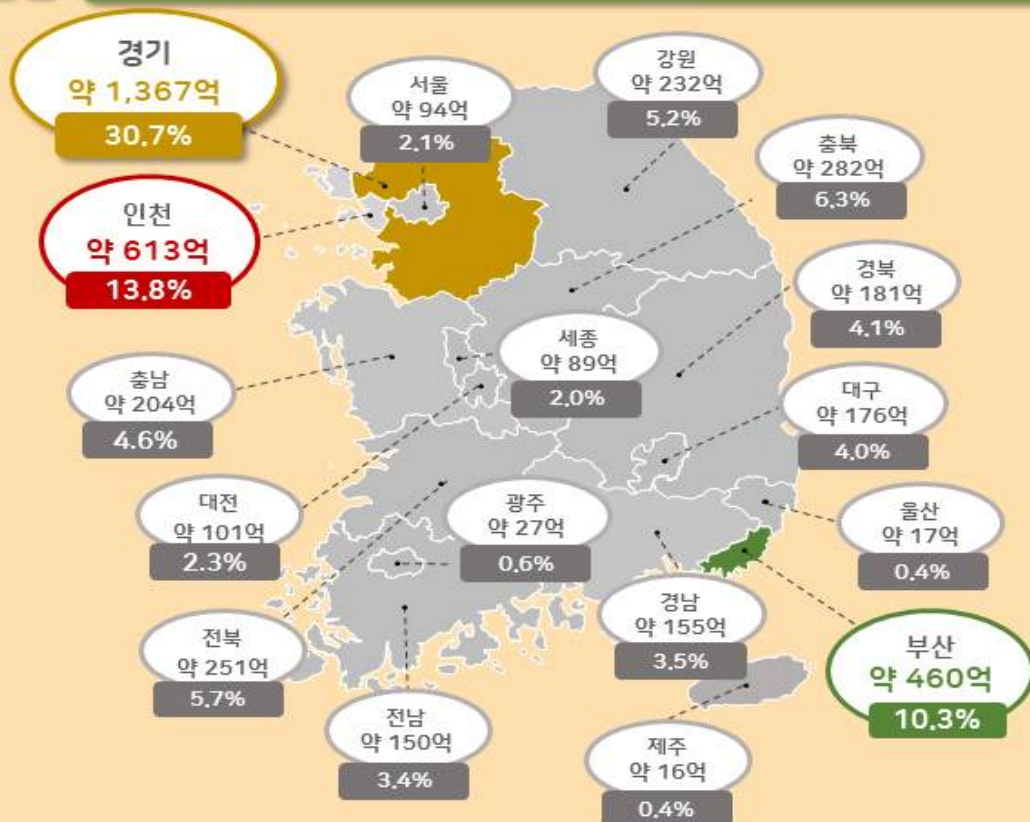 경기
약 1,367억
30.7%
서울
약 94억
2.1%
강원
약 232억
5.2%
충북
약 282억
6.3%
인천
약 613억
13.8%
경북
약 181억
4.1%
세종
약 89억
2.0%
충남
약 204억
4.6%
대구
약 176억
4.0%
대전
약 101억
2.3%
광주
약 27억
0.6%
울산
약 17억
0.4%
경남
약 155억
3.5%
전북
약 251억
5.7%
부산
약 460억
10.3%
전남
약 150억
3.4%
제주
약 16억
0.4%